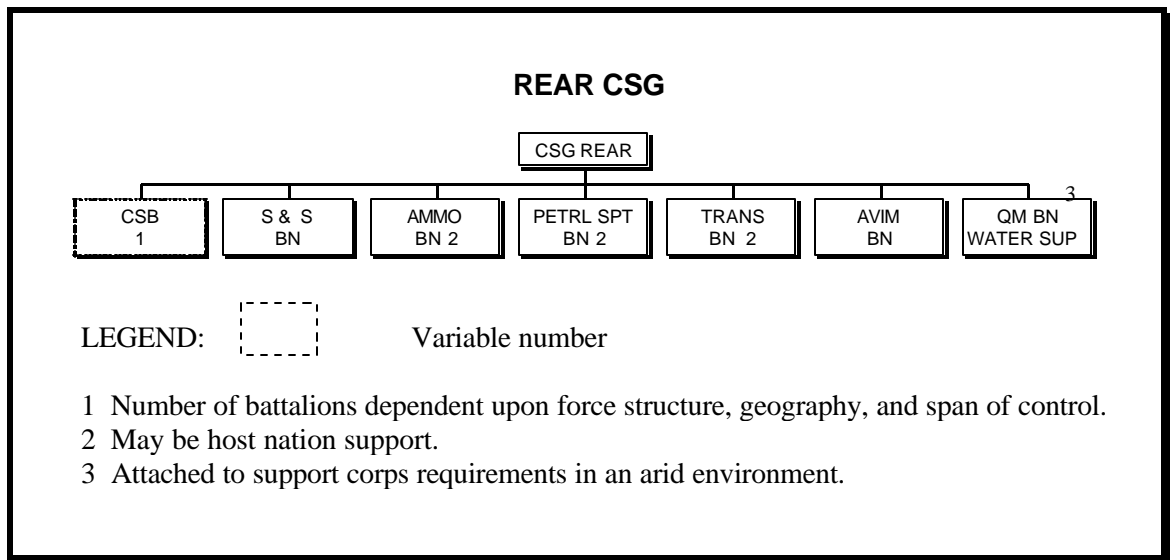 REAR CSG
CSG REAR
CSB
1
S & S
BN
AMMO
BN 2
PETRL SPT
BN 2
TRANS
BN 2
AVIM
BN
3
QM BN
WATER SUP
LEGEND: Variable number
1 Number of battalions dependent upon force structure, geography, and span of control.
2 May be host nation support.
3 Attached to support corps requirements in an arid environment.